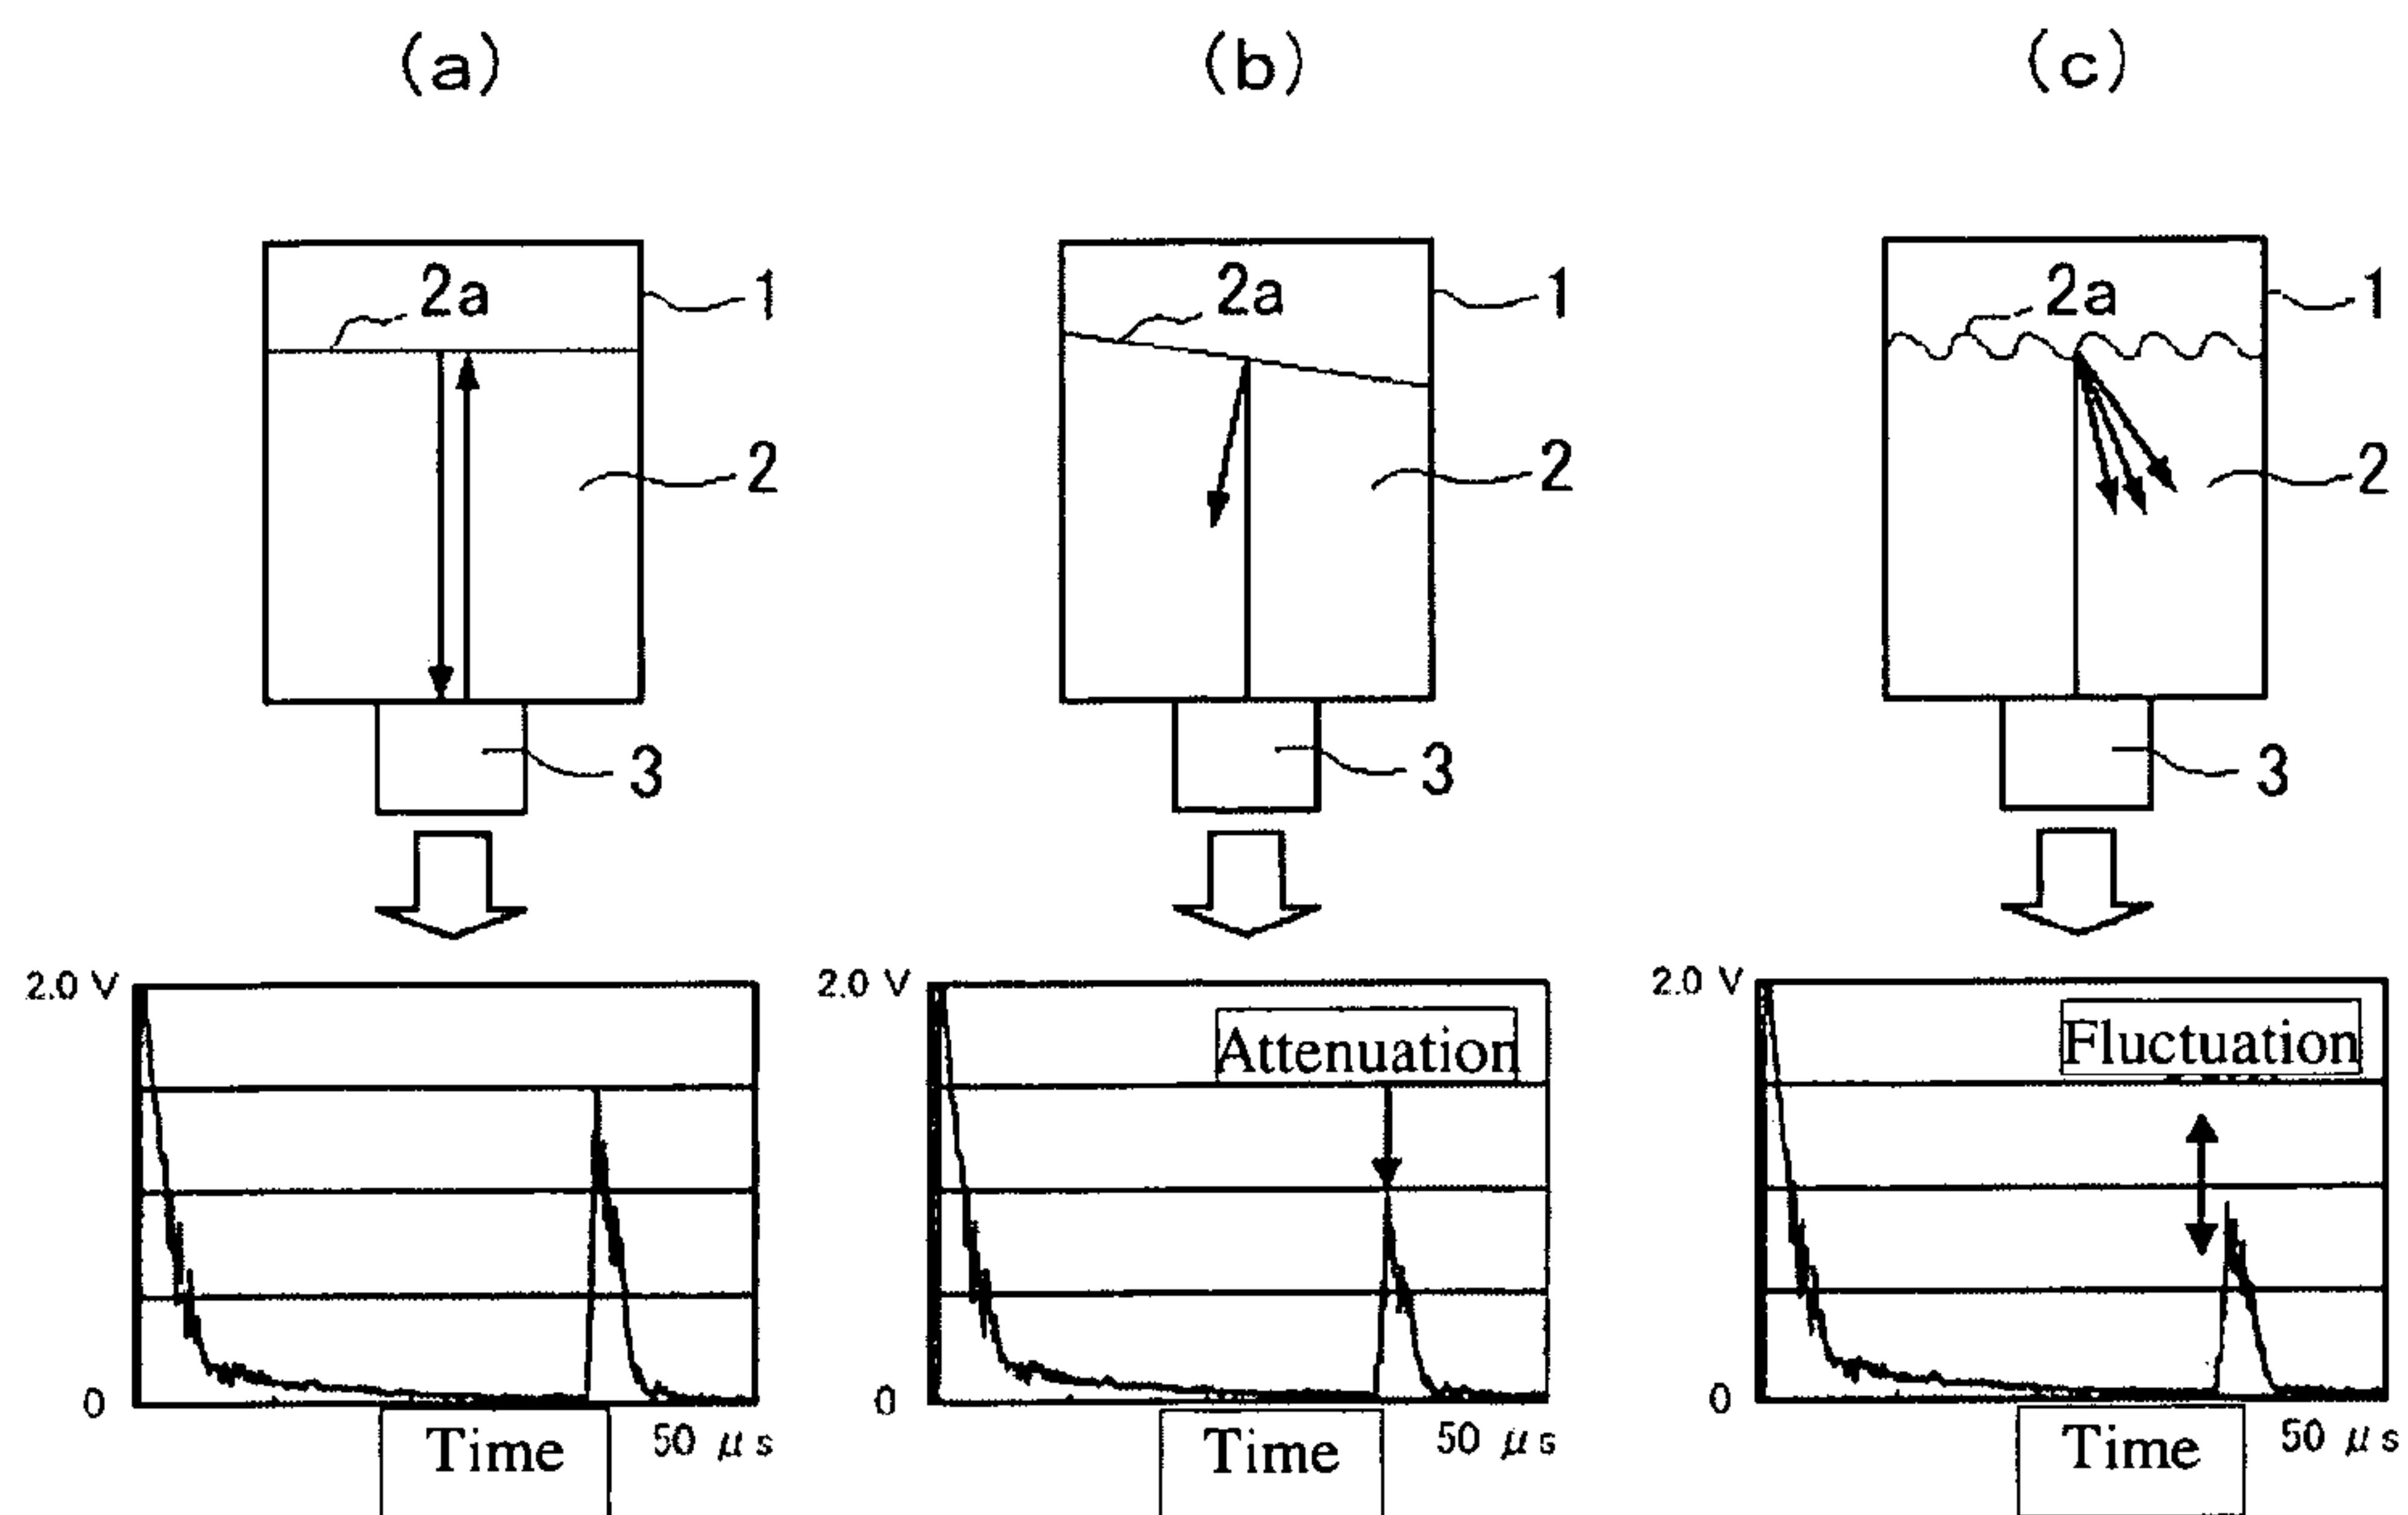 (a)
2a
1
2
3
2.0 V
0
Time
50 μs
(b)
2a
1
2
3
2.0 V
Attenuation
0
Time
50 μs
(c)
2a
1
2
3
2.0 V
Fluctuation
0
Time
50 μs